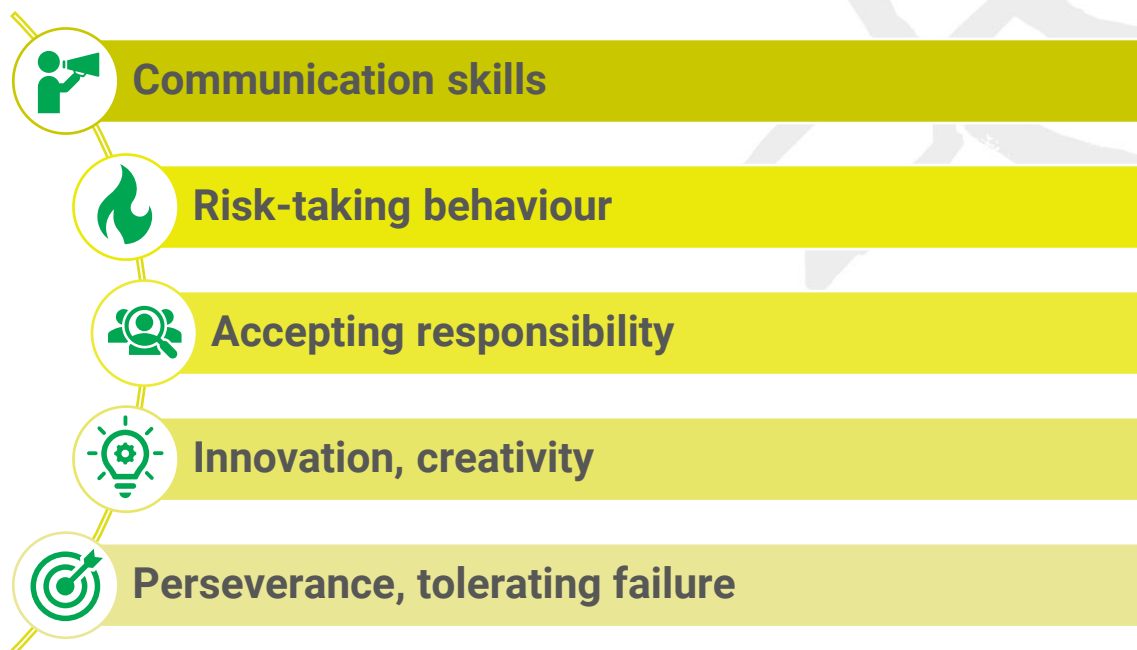 Communication skills
Risk-taking behaviour
Accepting responsibility
Innovation, creativity
Perseverance, tolerating failure